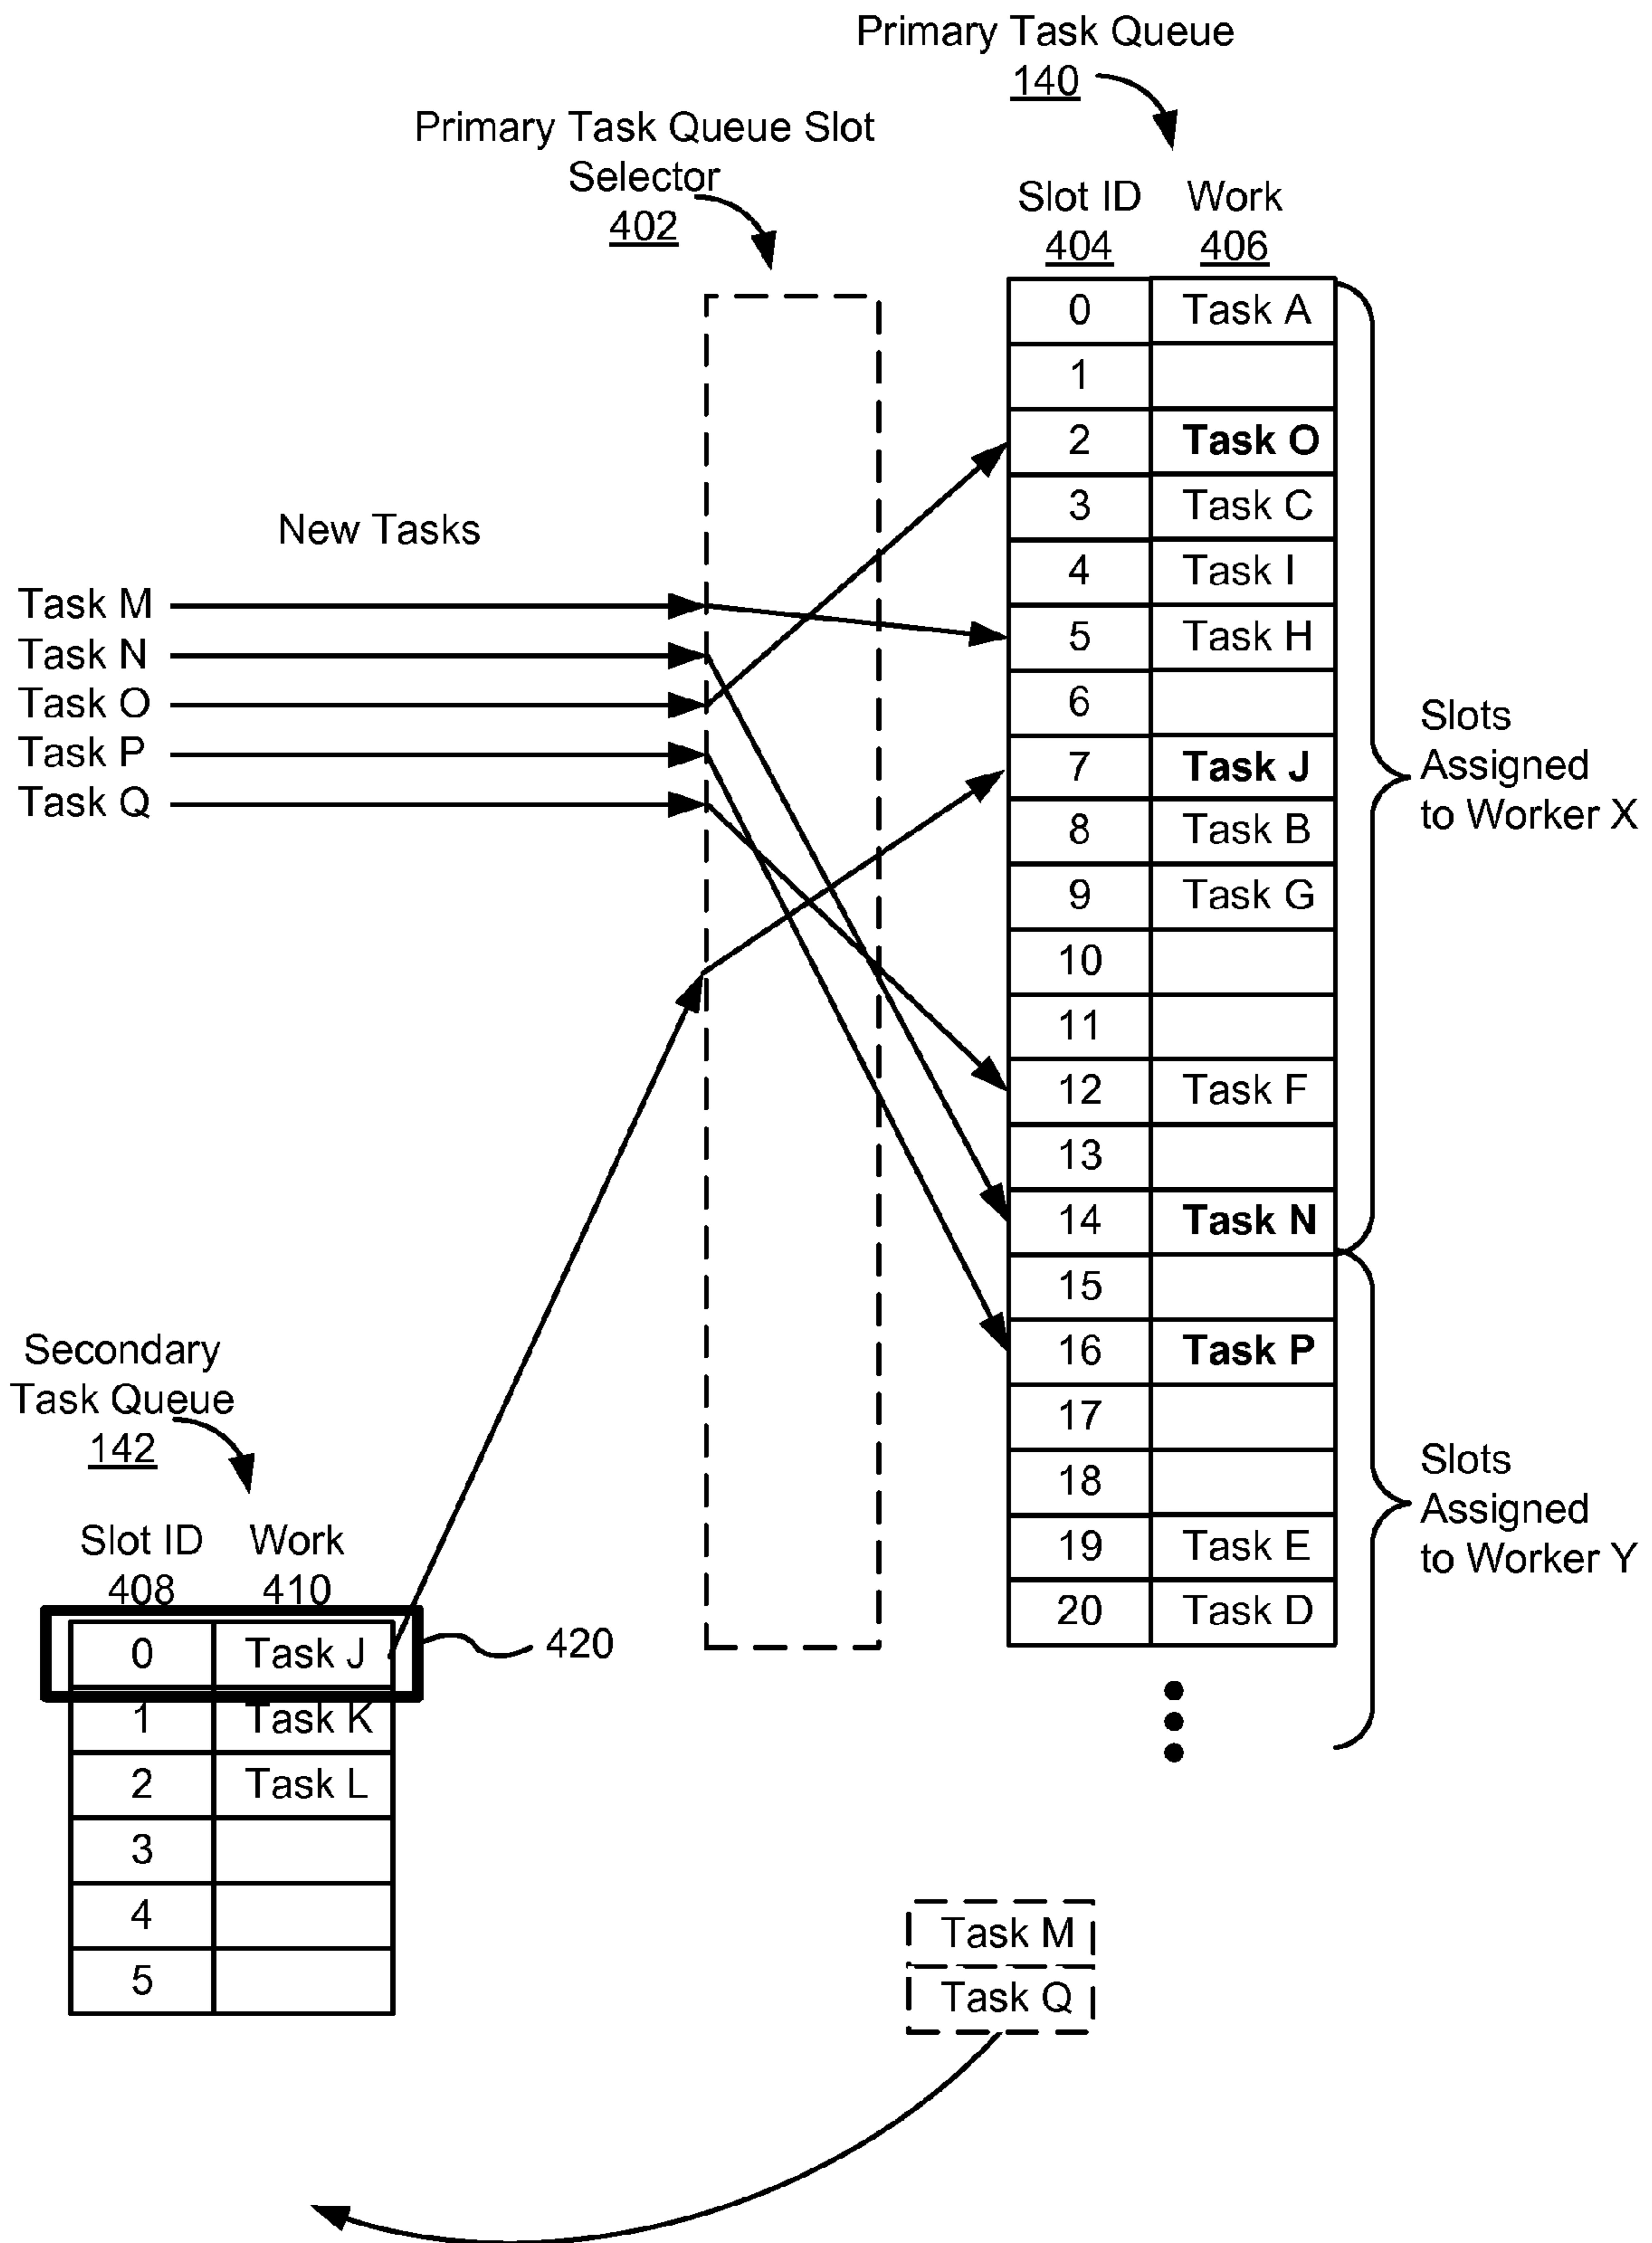 Primary Task Queue
140
Primary Task Queue Slot
Selector
402
Slot ID Work
404 406
0 Task A
1
2 Task O
3 Task C
4 Task I
5 Task H
6
7 Task J
8 Task B
9 Task G
10
11
12 Task F
13
14 Task N
15
16 Task P
17
18
19 Task E
20 Task D
Slots
Assigned
to Worker X
Slots
Assigned
to Worker Y
New Tasks
Task M
Task N
Task O
Task P
Task Q
Secondary
Task Queue
142
Slot ID Work
408 410
0 Task J
1 Task K
2 Task L
3
4
5
420
Task M
Task Q